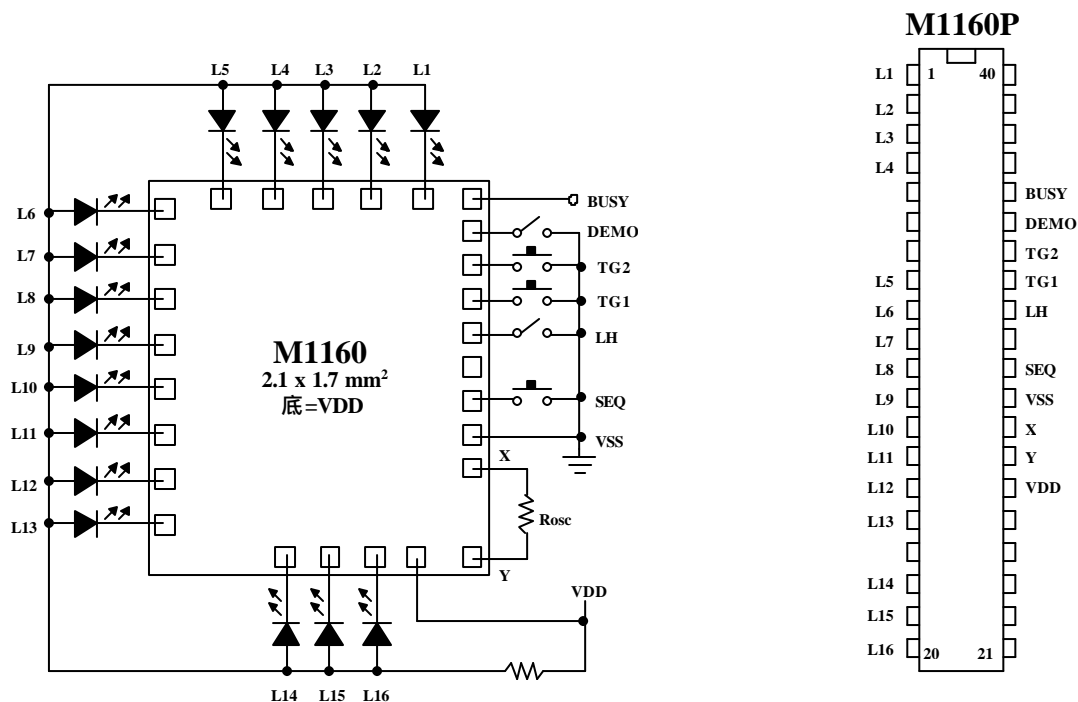 M1160P
L5 L4 L3 L2 L1
L6
L7
L8
L9
L10
L11
L12
L13
BUSY
DEMO
TG2
TG1
LH
SEQ
VSS
M1160
2.1 x 1.7 mm²
底=VDD
X
Rosc
Y
VDD
L14 L15 L16
L1 1 40
L2
L3
L4
BUSY
DEMO
TG2
L5 TG1
L6 LH
L7
L8 SEQ
L9 VSS
L10 X
L11 Y
L12 VDD
L13
L14
L15
L16 20 21